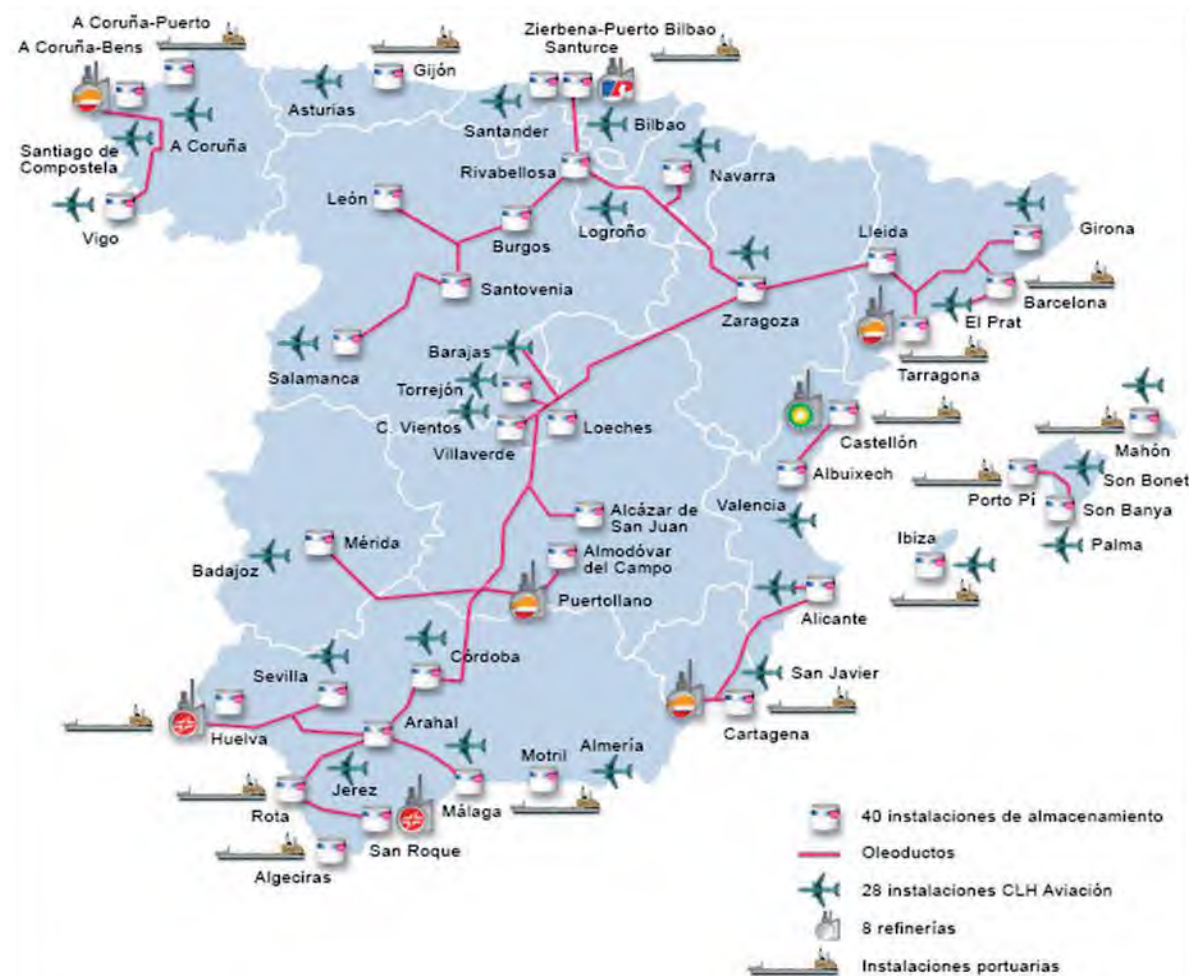 A Coruña-Puerto
A Coruña-Bens
Zierbena-Puerto Bilbao
Santurce
Gijón
Asturias
Santander
Bilbao
A Coruña
Santiago de
Compostela
Rivabellosa
Navarra
León
Vigo
Burgos
Logroño
Lleida
Girona
Santovenia
Zaragoza
Barcelona
El Prat
Barajas
Salamanca
Tarragona
Torrejón
C. Vientos
Loeches
Villaverde
Castellón
Mahón
Albuixech
Son Bonet
Porto Pí
Valencia
Son Banya
Alcázar de
San Juan
Mérida
Ibiza
Palma
Almodóvar
del Campo
Badajoz
Puertollano
Alicante
Córdoba
San Javier
Sevilla
Huelva
Arahal
Cartagena
Almería
Motril
Jerez
Rota
Málaga
San Roque
Algeciras
40 instalaciones de almacenamiento
Oleoductos
28 instalaciones CLH Aviación
8 refinerías
Instalaciones portuarias